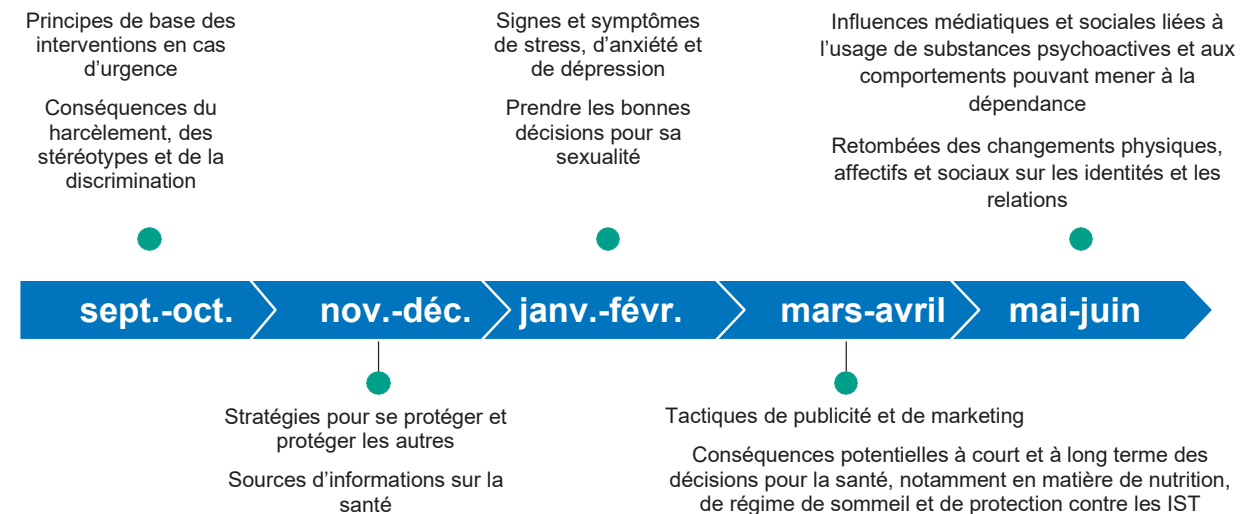 Principes de base des
interventions en cas
d’urgence
Conséquences du
harcèlement, des
stéréotypes et de la
discrimination
Signes et symptômes
de stress, d’anxiété et
de dépression
Prendre les bonnes
décisions pour sa
sexualité
Influences médiatiques et sociales liées à
l’usage de substances psychoactives et aux
comportements pouvant mener à la
dépendance
Retombées des changements physiques,
affectifs et sociaux sur les identités et les
relations
sept.-oct.
nov.-déc.
janv.-févr.
mars-avril
mai-juin
Stratégies pour se protéger et
protéger les autres
Sources d’informations sur la
santé
Tactiques de publicité et de marketing
Conséquences potentielles à court et à long terme des
décisions pour la santé, notamment en matière de nutrition,
de régime de sommeil et de protection contre les IST